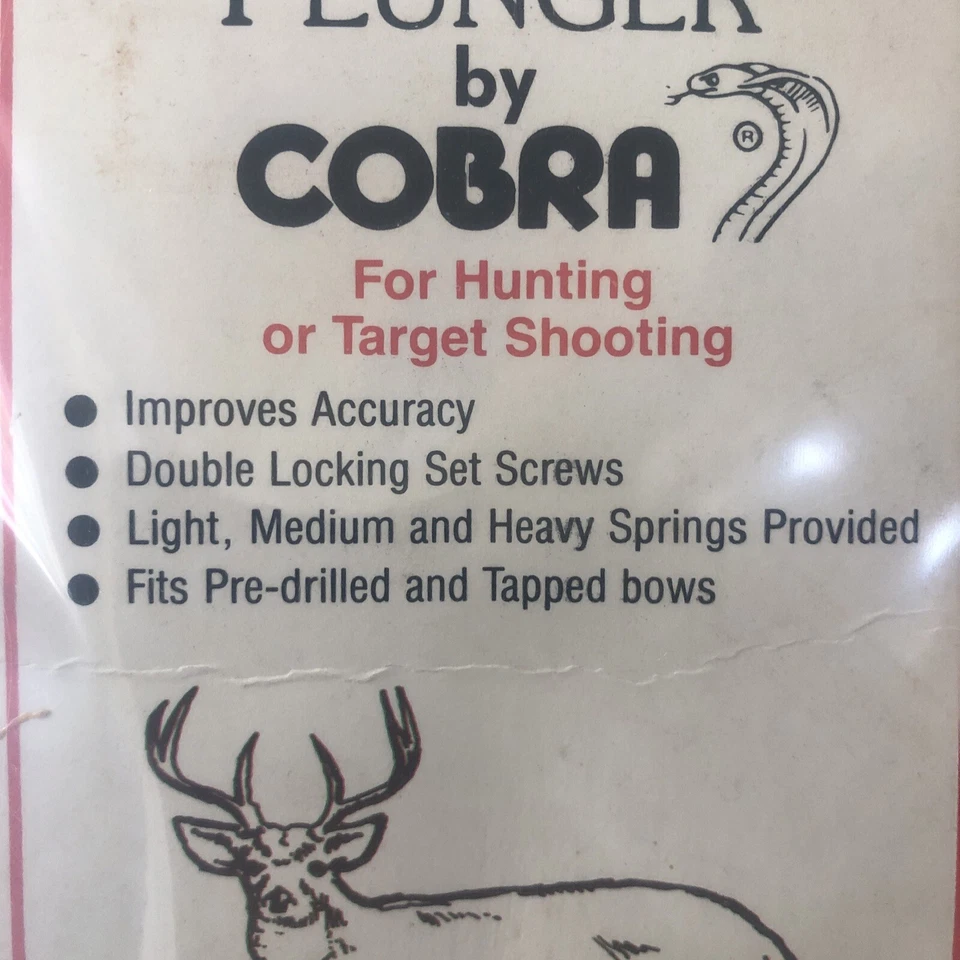 PLUNGER
by
COBRA
®
For Hunting
or Target Shooting
● Improves Accuracy
● Double Locking Set Screws
● Light, Medium and Heavy Springs Provided
● Fits Pre-drilled and Tapped bows